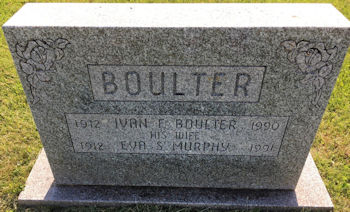 BOULTER
1912 IVAN F. BOULTER 1990
HIS WIFE
1912 EVA S. MURPHY 1991